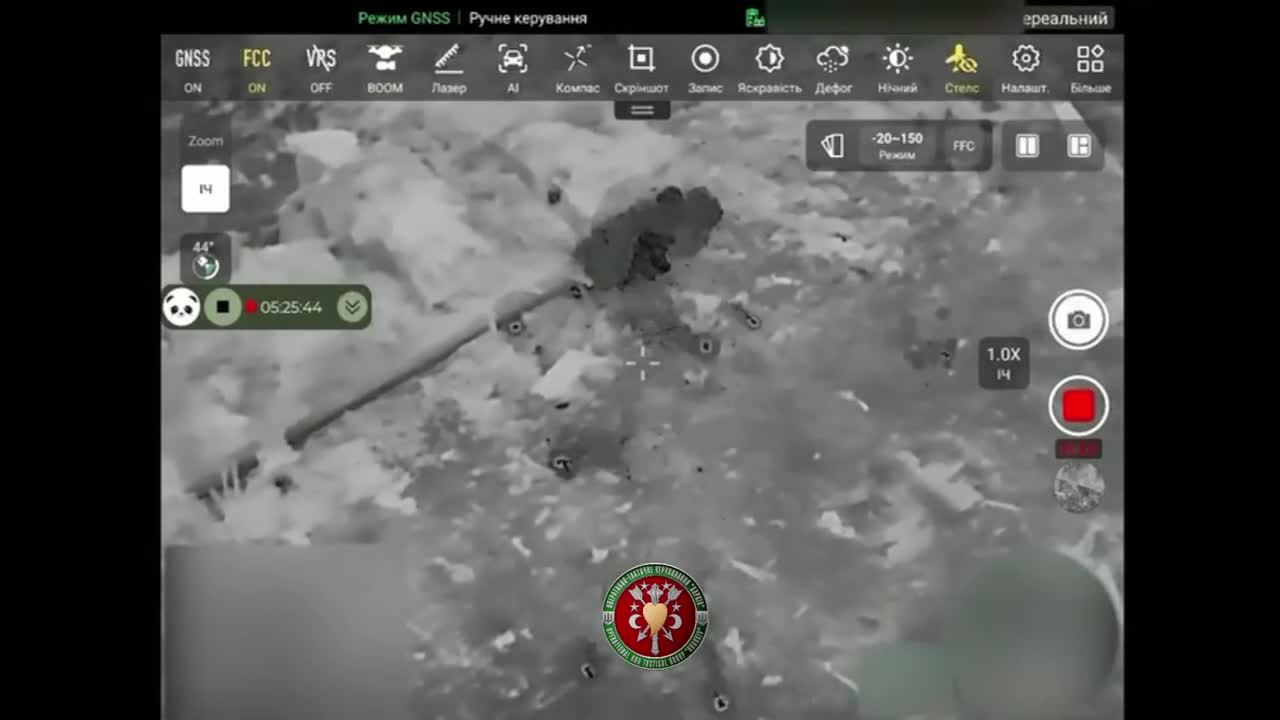 Режим GNSS | Ручне керування
ереальний
GNSS FCC VRS
ON ON OFF BOOM Лазер AI Компас Скріншот Запис Яскравість Дефог Нічний Стелс Налашт. Більше
Zoom
-20~150
Режим
FFC
ІЧ
44°
05:25:44
1.0X
ІЧ